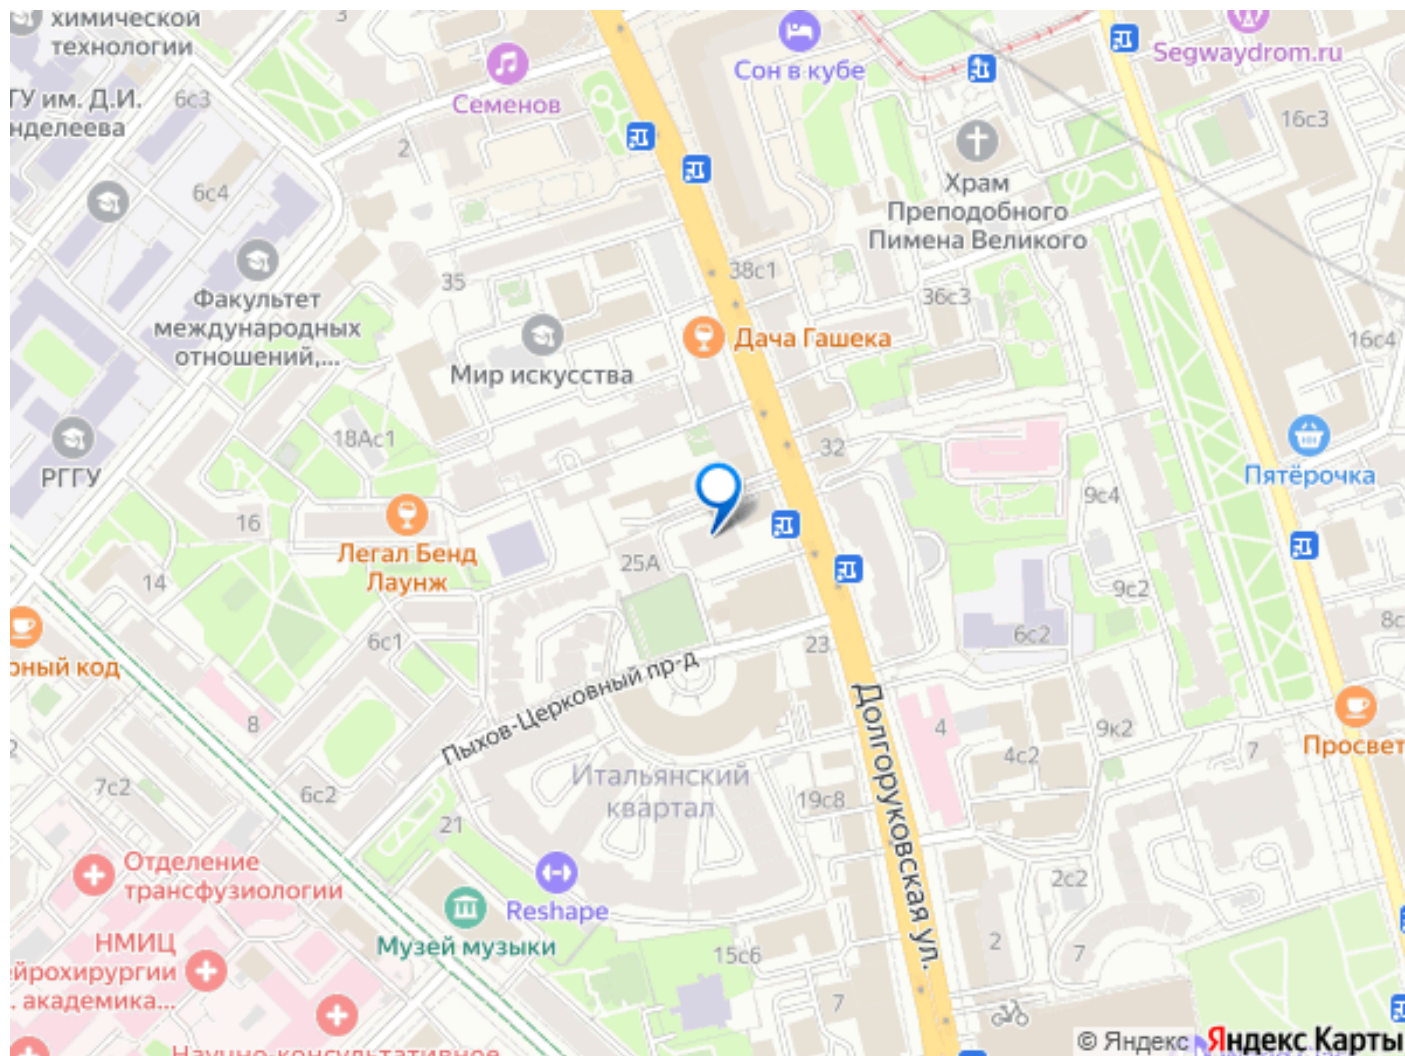 химической
технологии
3
ГУ им. Д.И.
нделеева
6с3
Семенов
Сон в кубе
Segwaydrom.ru
16с3
2
6с4
Храм
Преподобного
Пимена Великого
Факультет
международных
отношений,...
35
38с1
36с3
Дача Гашека
16с4
Мир искусства
18Ас1
32
РГГУ
Пятёрочка
9с4
16
Легал Бенд
Лаунж
25А
14
9с2
6с1
6с2
8с
23
рный код
Пыхов-Церковный пр-д
8
Долгоруковская ул.
4
9к2
4с2
7
Просвет
Итальянский
квартал
7с2
6с2
19с8
21
Отделение
трансфузиологии
2с2
Reshape
НМИЦ
ейрохирургии
. академика...
Музей музыки
15с6
2
7
7
Научно-консультативное
© Яндекс Яндекс Карты